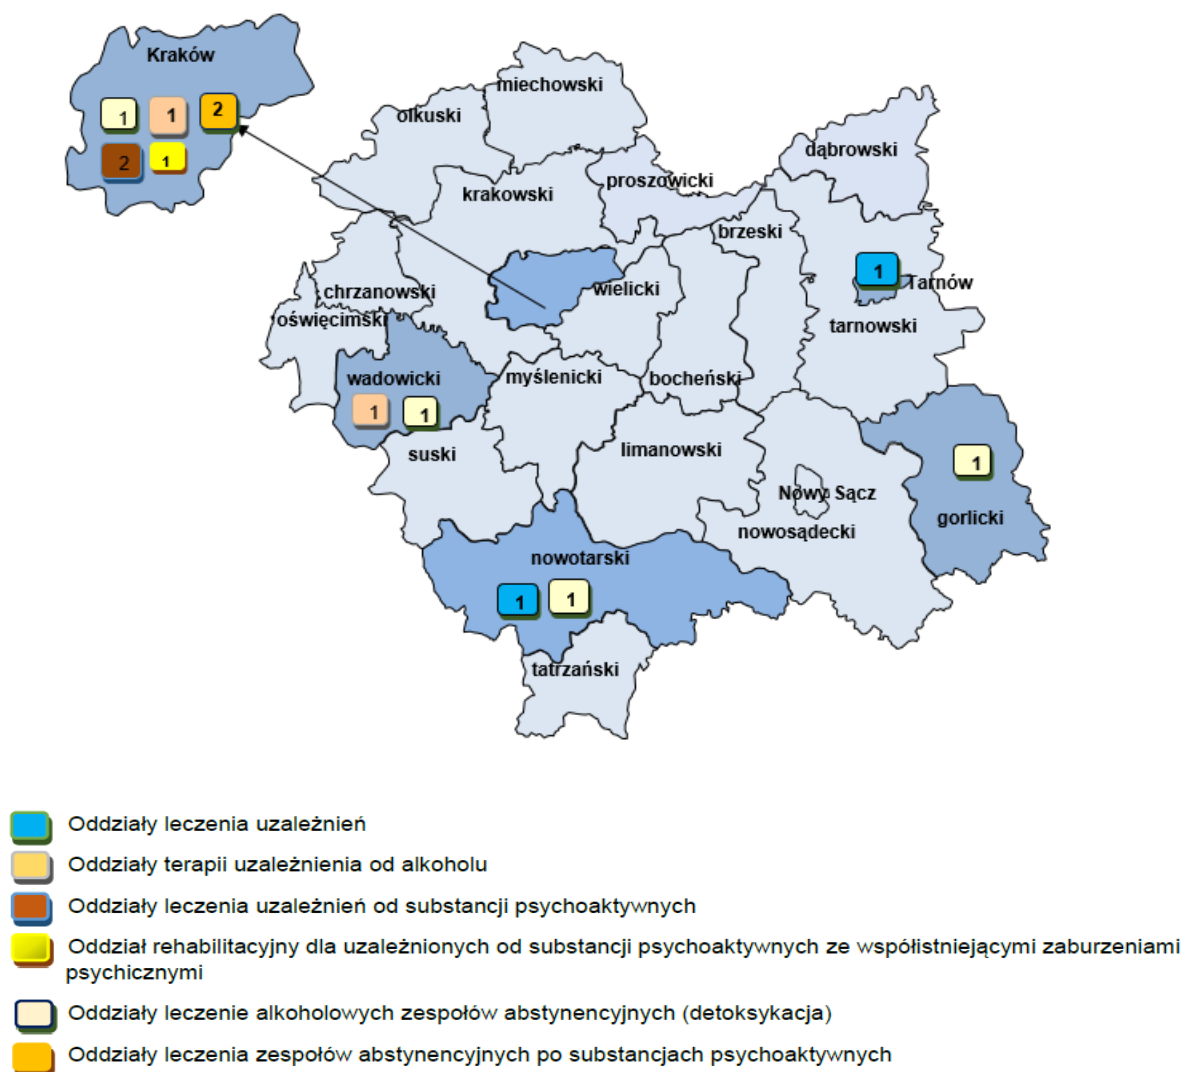 Kraków
1 1 2
2 1
miechowski
olkuski
dąbrowski
proszowicki
krakowski
brzeski
1
Tarnów
wielicki
chrzanowski
oświęcimski
tarnowski
wadowicki
myślenicki
bocheński
1 1
suski
limanowski
1
Nowy Sącz
gorlicki
nowosądecki
nowotarski
1 1
tatrzański
Oddziały leczenia uzależnień
Oddziały terapii uzależnienia od alkoholu
Oddziały leczenia uzależnień od substancji psychoaktywnych
Oddział rehabilitacyjny dla uzależnionych od substancji psychoaktywnych ze współistniejącymi zaburzeniami
psychicznymi
Oddziały leczenie alkoholowych zespołów abstynencyjnych (detoksykacja)
Oddziały leczenia zespołów abstynencyjnych po substancjach psychoaktywnych